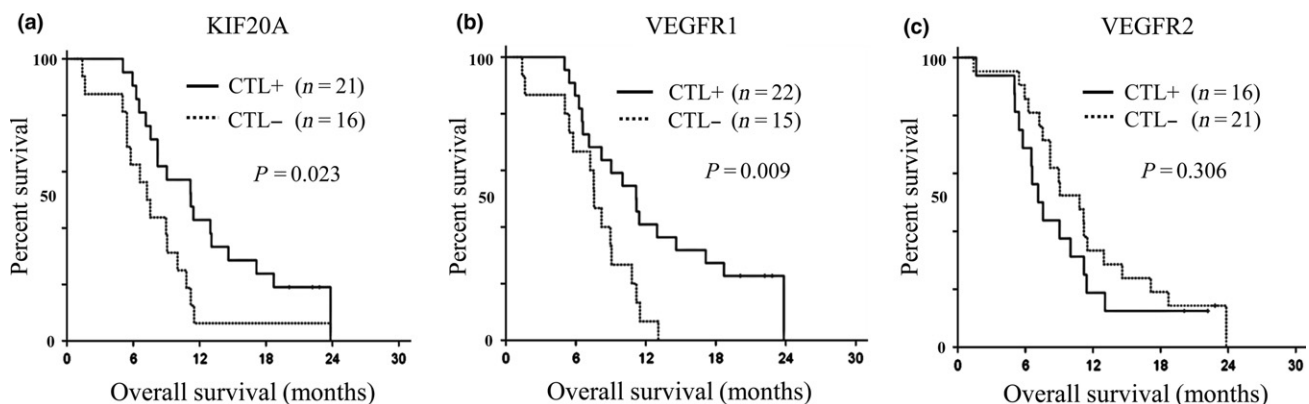 (a) KIF20A
100
50
0 6 12 18 24 30
Percent survival
Overall survival (months)
CTL+ (n = 21)
CTL− (n = 16)
P = 0.023
(b) VEGFR1
100
50
0 6 12 18 24 30
Percent survival
Overall survival (months)
CTL+ (n = 22)
CTL− (n = 15)
P = 0.009
(c) VEGFR2
100
50
0 6 12 18 24 30
Percent survival
Overall survival (months)
CTL+ (n = 16)
CTL− (n = 21)
P = 0.306